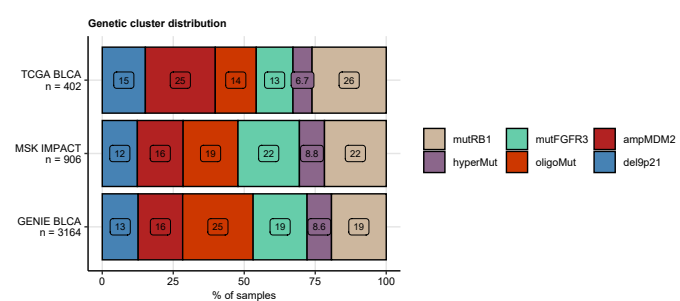 Genetic cluster distribution
TCGA BLCA
n = 402
15 25 14 13 6.7 26
MSK IMPACT
n = 906
12 16 19 22 8.8 22
GENIE BLCA
n = 3164
13 16 25 19 8.6 19
0 25 50 75 100
% of samples
mutRB1 mutFGFR3 ampMDM2
hyperMut oligoMut del9p21